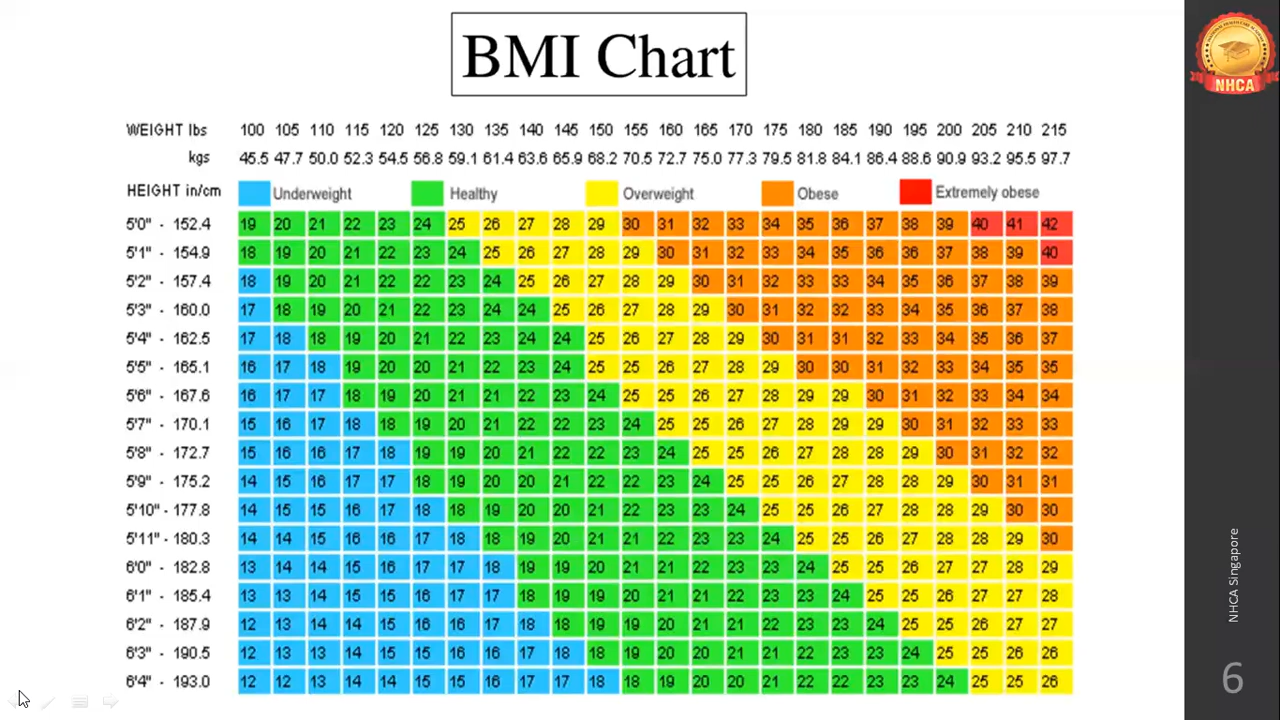 BMI Chart
NHCA
WEIGHT lbs 100 105 110 115 120 125 130 135 140 145 150 155 160 165 170 175 180 185 190 195 200 205 210 215
kgs 45.5 47.7 50.0 52.3 54.5 56.8 59.1 61.4 63.6 65.9 68.2 70.5 72.7 75.0 77.3 79.5 81.8 84.1 86.4 88.6 90.9 93.2 95.5 97.7
HEIGHT in/cm Underweight Healthy Overweight Obese Extremely obese
5'0" - 152.4 19 20 21 22 23 24 25 26 27 28 29 30 31 32 33 34 35 36 37 38 39 40 41 42
5'1" - 154.9 18 19 20 21 22 23 24 25 26 27 28 29 30 31 32 33 34 35 36 36 37 38 39 40
5'2" - 157.4 18 19 20 21 22 22 23 24 25 26 27 28 29 30 31 32 33 33 34 35 36 37 38 39
5'3" - 160.0 17 18 19 20 21 22 23 24 24 25 26 27 28 29 30 31 32 32 33 34 35 36 37 38
5'4" - 162.5 17 18 18 19 20 21 22 23 24 24 25 26 27 28 29 30 31 31 32 33 34 35 36 37
5'5" - 165.1 16 17 18 19 20 20 21 22 23 24 25 25 26 27 28 29 30 30 31 32 33 34 35 35
5'6" - 167.6 16 17 17 18 19 20 21 21 22 23 24 25 25 26 27 28 29 29 30 31 32 33 34 34
5'7" - 170.1 15 16 17 18 18 19 20 21 22 22 23 24 25 25 26 27 28 29 29 30 31 32 33 33
5'8" - 172.7 15 16 16 17 18 19 19 20 21 22 22 23 24 25 25 26 27 28 28 29 30 31 32 32
5'9" - 175.2 14 15 16 17 17 18 19 20 20 21 22 22 23 24 25 25 26 27 28 28 29 30 31 31
5'10" - 177.8 14 15 15 16 17 18 18 19 20 20 21 22 23 23 24 25 25 26 27 28 28 29 30 30
5'11" - 180.3 14 14 15 16 16 17 18 18 19 20 21 21 22 23 23 24 25 25 26 27 28 28 29 30
6'0" - 182.8 13 14 14 15 16 17 17 18 19 19 20 21 21 22 23 23 24 25 25 26 27 27 28 29
6'1" - 185.4 13 13 14 15 15 16 17 17 18 19 19 20 21 21 22 23 23 24 25 25 26 27 27 28
6'2" - 187.9 12 13 14 14 15 16 16 17 18 18 19 19 20 21 21 22 23 23 24 25 25 26 27 27
6'3" - 190.5 12 13 13 14 15 15 16 16 17 18 18 19 20 20 21 21 22 23 23 24 25 25 26 26
6'4" - 193.0 12 12 13 14 14 15 15 16 17 17 18 18 19 20 20 21 22 22 23 23 24 25 25 26
NHCA Singapore
6